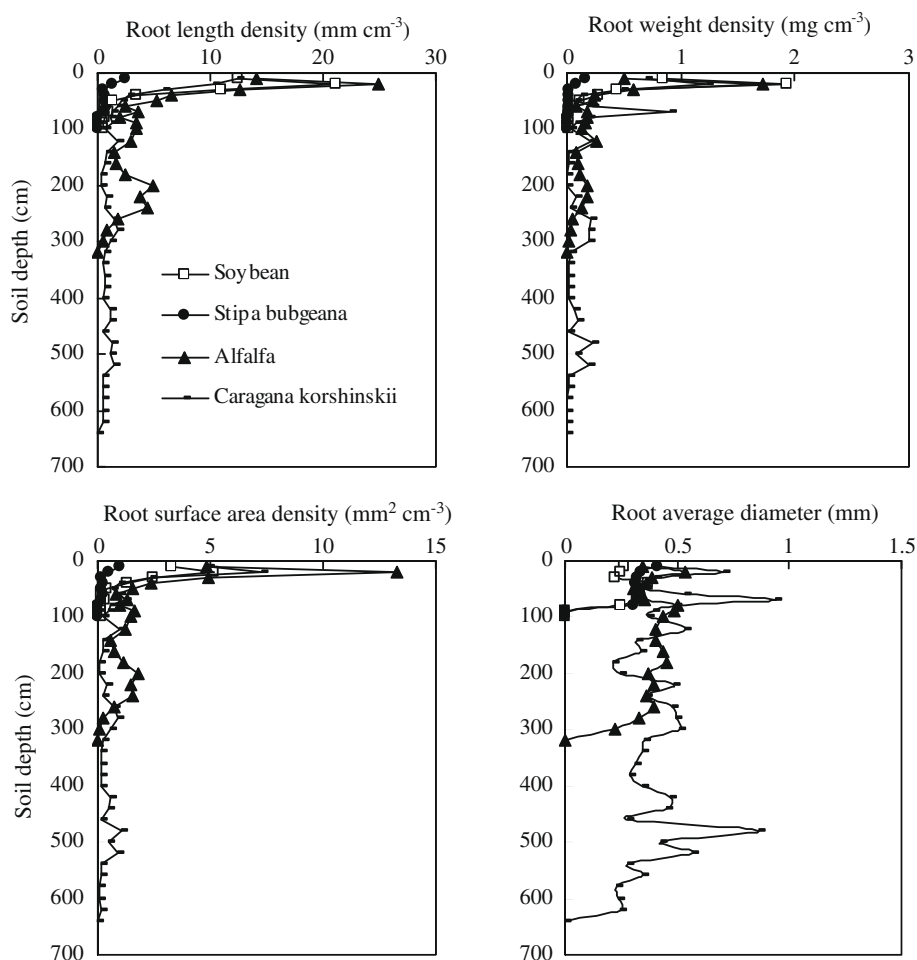 Root length density (mm cm⁻³)
0 10 20 30
0
100
200
300
400
500
600
700
Soil depth (cm)
Soybean
Stipa bubgeana
Alfalfa
Caragana korshinskii
Root weight density (mg cm⁻³)
0 1 2 3
0
100
200
300
400
500
600
700
Root surface area density (mm² cm⁻³)
0 5 10 15
0
100
200
300
400
500
600
700
Soil depth (cm)
Root average diameter (mm)
0 0.5 1 1.5
0
100
200
300
400
500
600
700